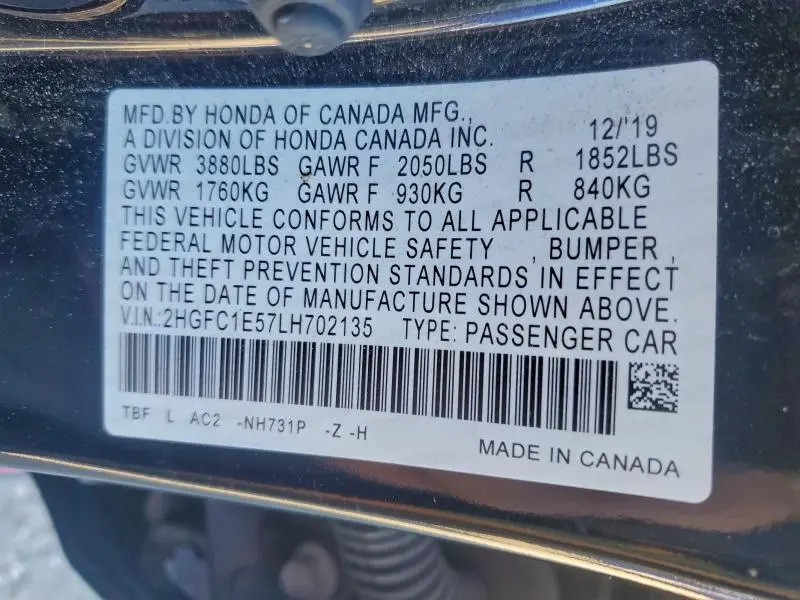 MFD.BY HONDA OF CANADA MFG.,
A DIVISION OF HONDA CANADA INC. 12/'19
GVWR 3880LBS GAWR F 2050LBS R 1852LBS
GVWR 1760KG GAWR F 930KG R 840KG
THIS VEHICLE CONFORMS TO ALL APPLICABLE
FEDERAL MOTOR VEHICLE SAFETY , BUMPER ,
AND THEFT PREVENTION STANDARDS IN EFFECT
ON THE DATE OF MANUFACTURE SHOWN ABOVE.
V.I.N.:2HGFC1E57LH702135 TYPE: PASSENGER CAR
TBF L AC2 -NH731P -Z -H
MADE IN CANADA